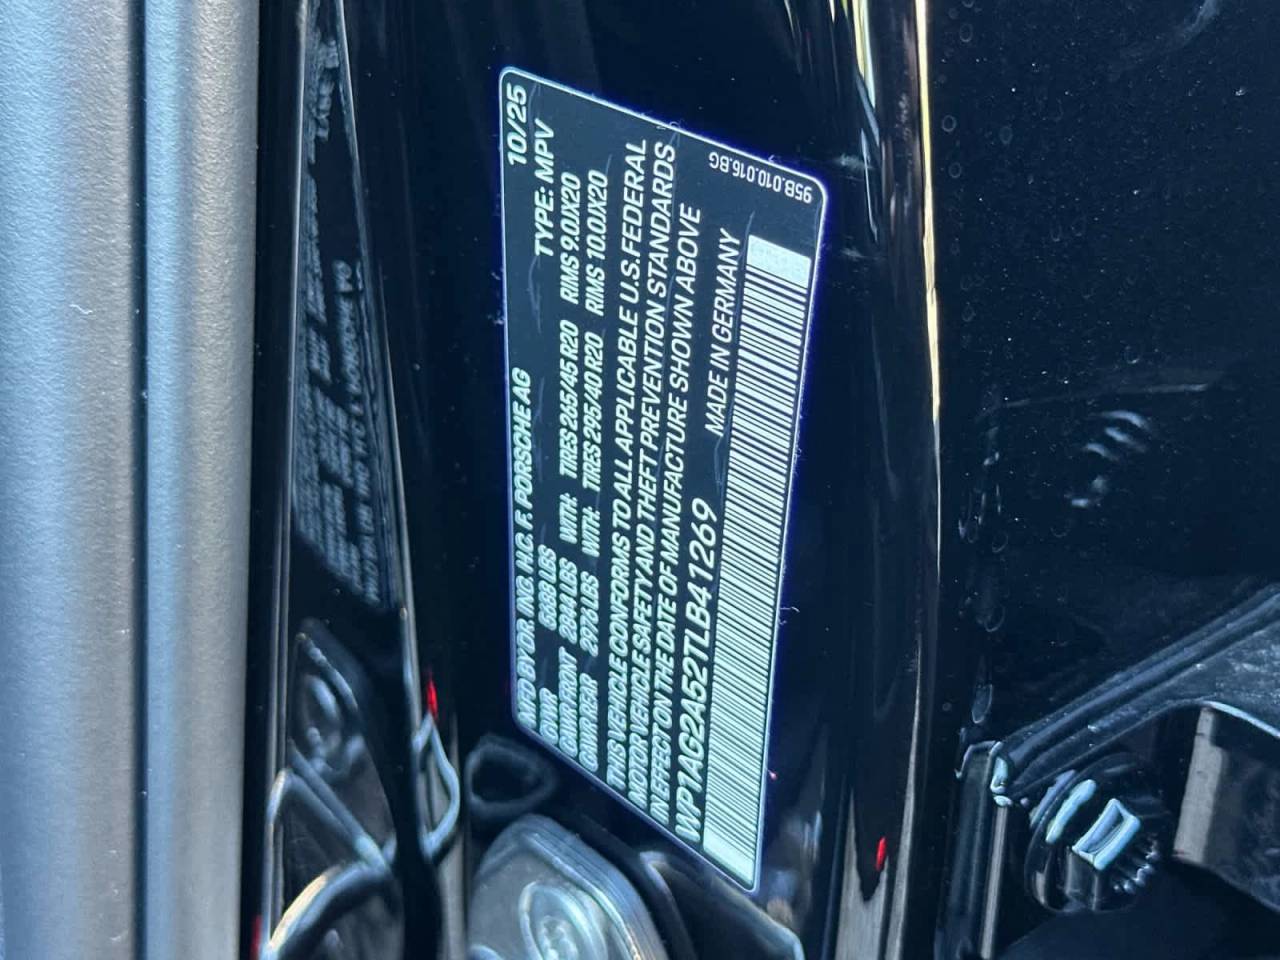 MFD BY DR. ING. H.C. F. PORSCHE AG 10/25
GVWR 5588 LBS TYPE: MPV
GAWR FRONT 2844 LBS WITH: TIRES 265/45 R20 RIMS 9.0JX20
GAWR REAR 2976 LBS WITH: TIRES 295/40 R20 RIMS 10.0JX20
THIS VEHICLE CONFORMS TO ALL APPLICABLE U.S. FEDERAL
MOTOR VEHICLE SAFETY AND THEFT PREVENTION STANDARDS
IN EFFECT ON THE DATE OF MANUFACTURE SHOWN ABOVE
WP1AG2A52TLB41269 MADE IN GERMANY
95B.010.016.BG